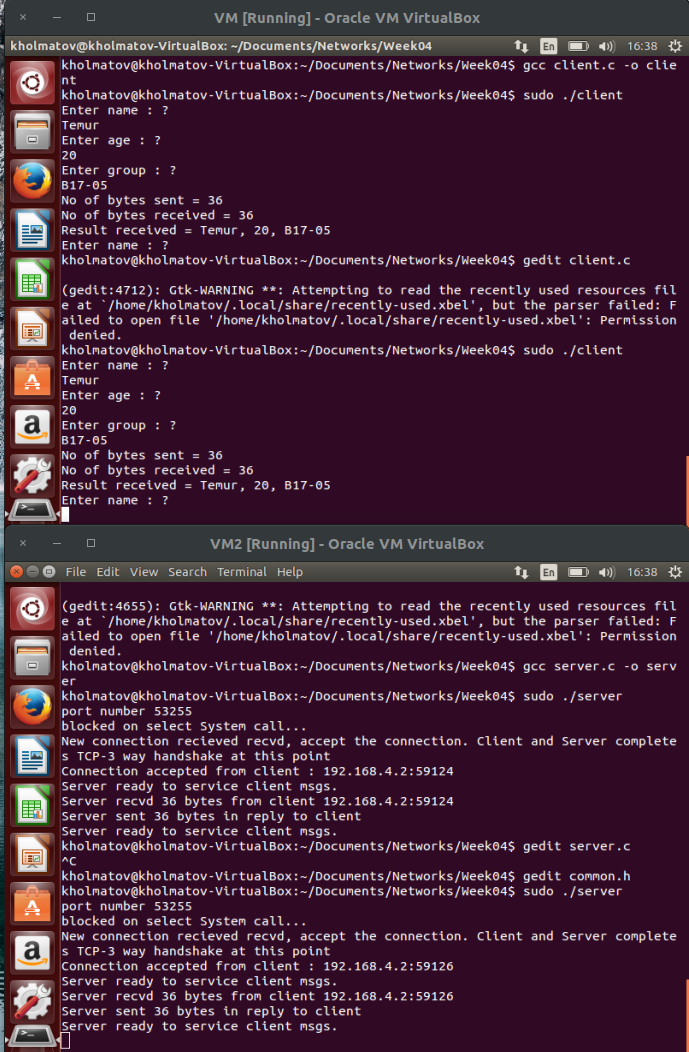 VM [Running] - Oracle VM VirtualBox
kholmatov@kholmatov-VirtualBox: ~/Documents/Networks/Week04 En 16:38
kholmatov@kholmatov-VirtualBox:~/Documents/Networks/Week04$ gcc client.c -o clie
nt
kholmatov@kholmatov-VirtualBox:~/Documents/Networks/Week04$ sudo ./client
Enter name : ?
Temur
Enter age : ?
20
Enter group : ?
B17-05
No of bytes sent = 36
No of bytes received = 36
Result received = Temur, 20, B17-05
Enter name : ?
kholmatov@kholmatov-VirtualBox:~/Documents/Networks/Week04$ gedit client.c
(gedit:4712): Gtk-WARNING **: Attempting to read the recently used resources fil
e at `/home/kholmatov/.local/share/recently-used.xbel', but the parser failed: F
ailed to open file '/home/kholmatov/.local/share/recently-used.xbel': Permission
 denied.
kholmatov@kholmatov-VirtualBox:~/Documents/Networks/Week04$ sudo ./client
Enter name : ?
Temur
Enter age : ?
20
Enter group : ?
B17-05
No of bytes sent = 36
No of bytes received = 36
Result received = Temur, 20, B17-05
Enter name : ?
VM2 [Running] - Oracle VM VirtualBox
File Edit View Search Terminal Help En 16:38
(gedit:4655): Gtk-WARNING **: Attempting to read the recently used resources fil
e at `/home/kholmatov/.local/share/recently-used.xbel', but the parser failed: F
ailed to open file '/home/kholmatov/.local/share/recently-used.xbel': Permission
 denied.
kholmatov@kholmatov-VirtualBox:~/Documents/Networks/Week04$ gcc server.c -o serv
er
kholmatov@kholmatov-VirtualBox:~/Documents/Networks/Week04$ sudo ./server
port number 53255
blocked on select System call...
New connection recieved recvd, accept the connection. Client and Server complete
s TCP-3 way handshake at this point
Connection accepted from client : 192.168.4.2:59124
Server ready to service client msgs.
Server recvd 36 bytes from client 192.168.4.2:59124
Server sent 36 bytes in reply to client
Server ready to service client msgs.
kholmatov@kholmatov-VirtualBox:~/Documents/Networks/Week04$ gedit server.c
^C
kholmatov@kholmatov-VirtualBox:~/Documents/Networks/Week04$ gedit common.h
kholmatov@kholmatov-VirtualBox:~/Documents/Networks/Week04$ sudo ./server
port number 53255
blocked on select System call...
New connection recieved recvd, accept the connection. Client and Server complete
s TCP-3 way handshake at this point
Connection accepted from client : 192.168.4.2:59126
Server ready to service client msgs.
Server recvd 36 bytes from client 192.168.4.2:59126
Server sent 36 bytes in reply to client
Server ready to service client msgs.